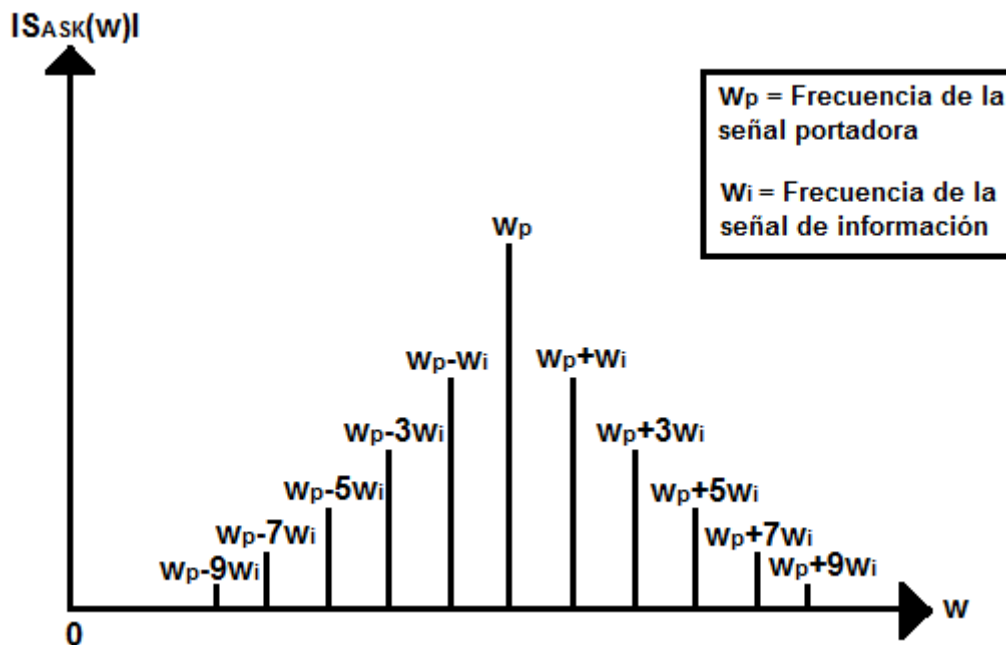 |SASK(w)|
Wp = Frecuencia de la
señal portadora
Wi = Frecuencia de la
señal de información
wp
wp-wi
wp+wi
wp-3wi
wp+3wi
wp-5wi
wp+5wi
wp-7wi
wp+7wi
wp-9wi
wp+9wi
0
w